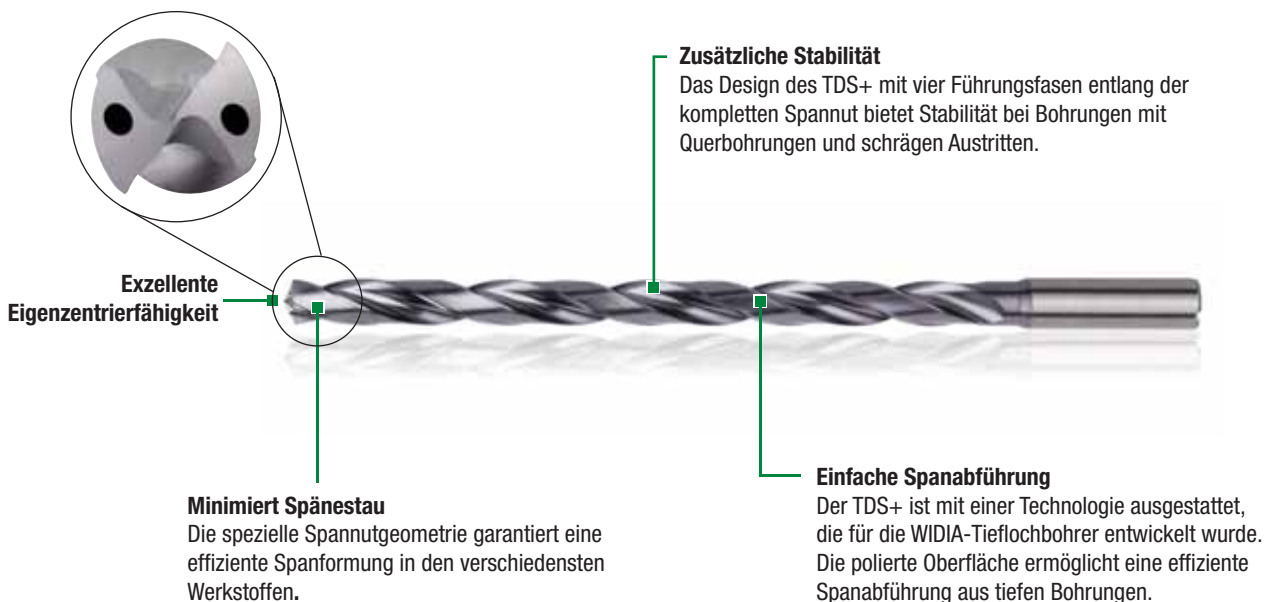 Zusätzliche Stabilität
Das Design des TDS+ mit vier Führungsfasen entlang der
kompletten Spannut bietet Stabilität bei Bohrungen mit
Querbohrungen und schrägen Austritten.
Exzellente
Eigenzentrierfähigkeit
Minimiert Spänestau
Die spezielle Spannutgeometrie garantiert eine
effiziente Spanformung in den verschiedensten
Werkstoffen.
Einfache Spanabführung
Der TDS+ ist mit einer Technologie ausgestattet,
die für die WIDIA-Tieflochbohrer entwickelt wurde.
Die polierte Oberfläche ermöglicht eine effiziente
Spanabführung aus tiefen Bohrungen.